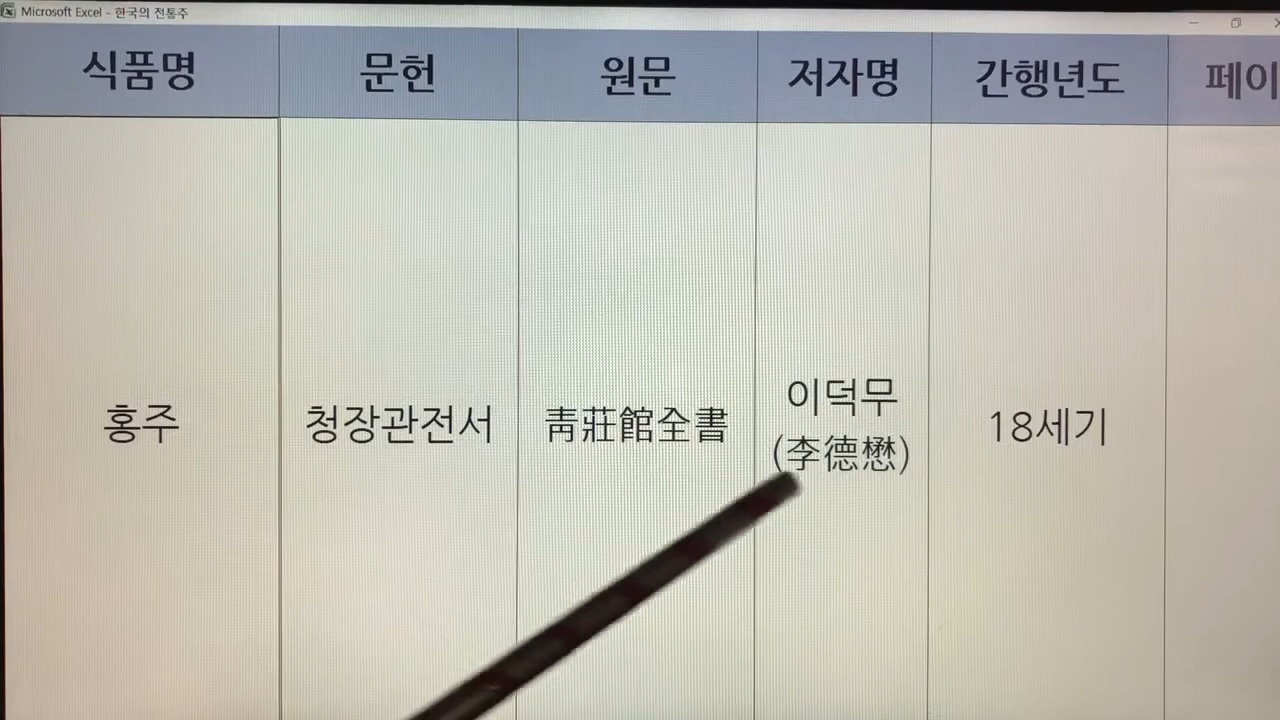 Microsoft Excel - 한국의 전통주
식품명 문헌 원문 저자명 간행년도 페이
홍주 청장관전서 靑莊館全書 이덕무 (李德懋) 18세기